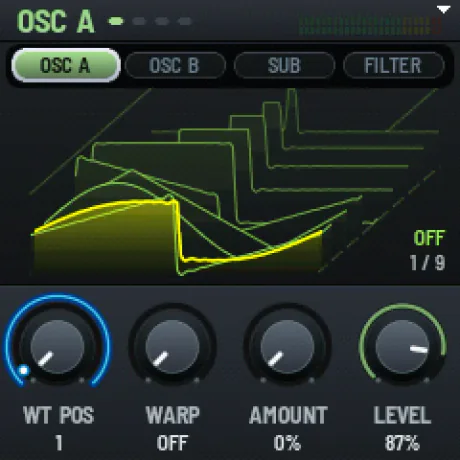 OSC A
OSC A OSC B SUB FILTER
OFF
1 / 9
WT POS WARP AMOUNT LEVEL
1 OFF 0% 87%